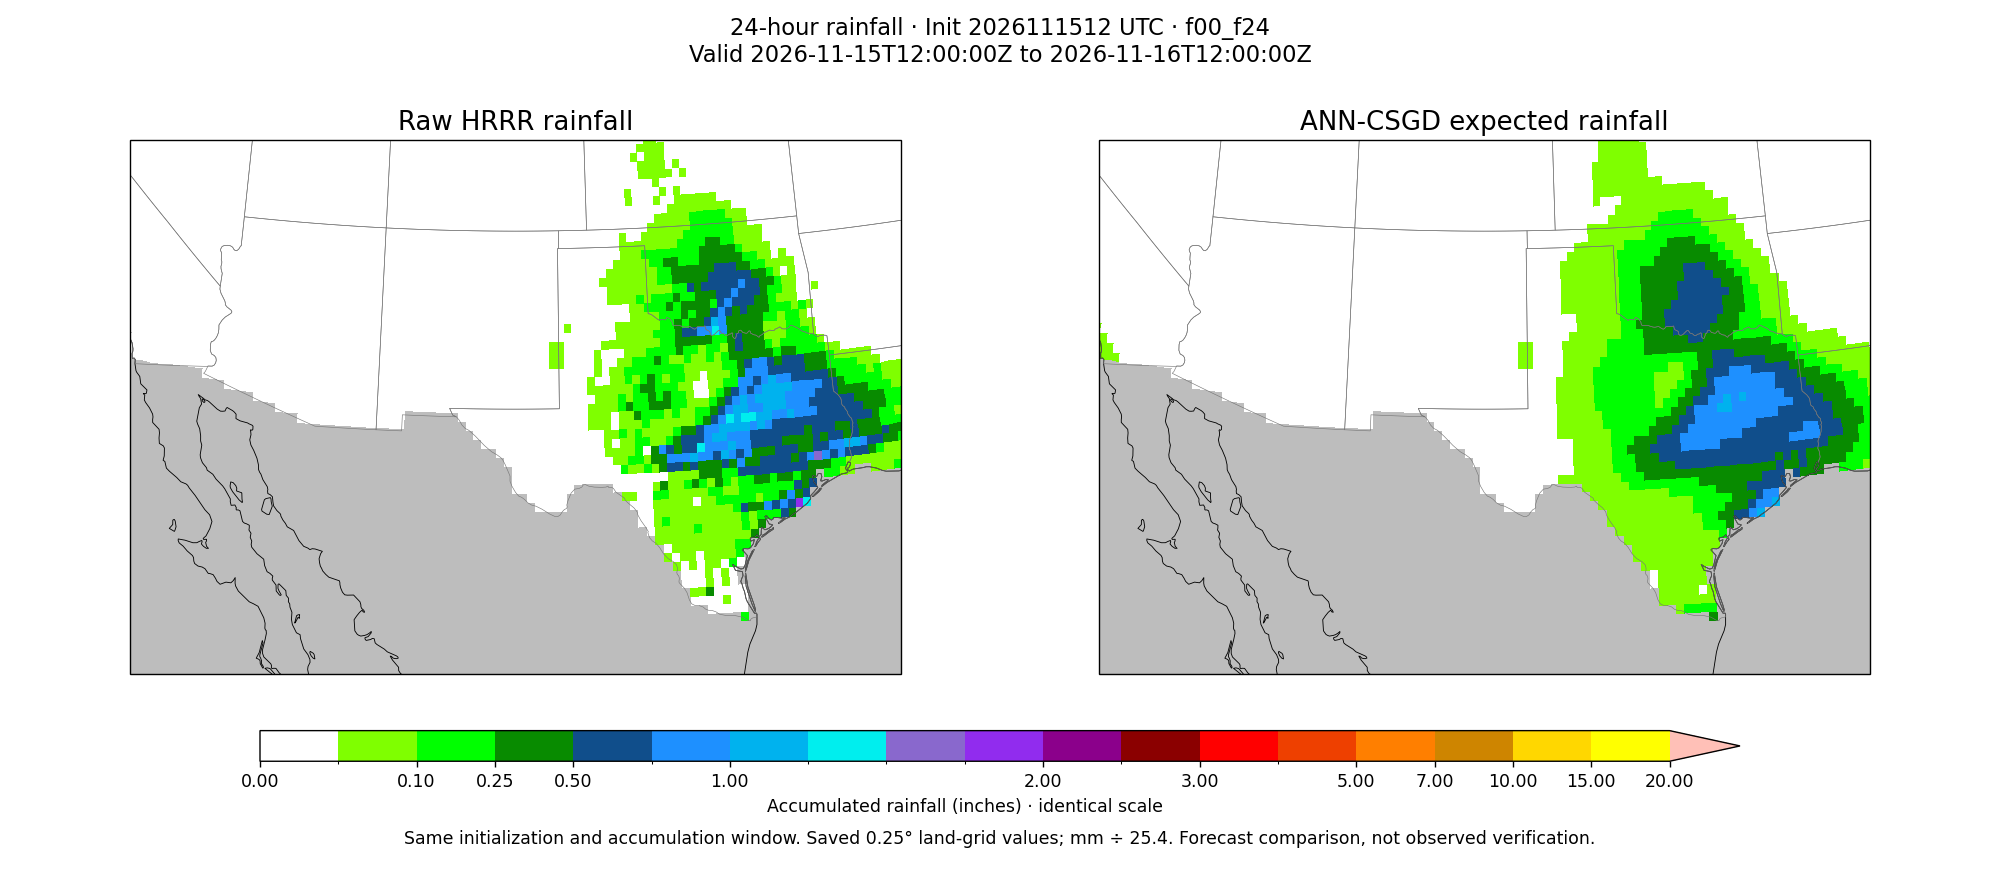 24-hour rainfall · Init 2026111512 UTC · f00_f24
Valid 2026-11-15T12:00:00Z to 2026-11-16T12:00:00Z
Raw HRRR rainfall
ANN-CSGD expected rainfall
0.00 0.10 0.25 0.50 1.00 2.00 3.00 5.00 7.00 10.00 15.00 20.00
Accumulated rainfall (inches) · identical scale
Same initialization and accumulation window. Saved 0.25° land-grid values; mm ÷ 25.4. Forecast comparison, not observed verification.